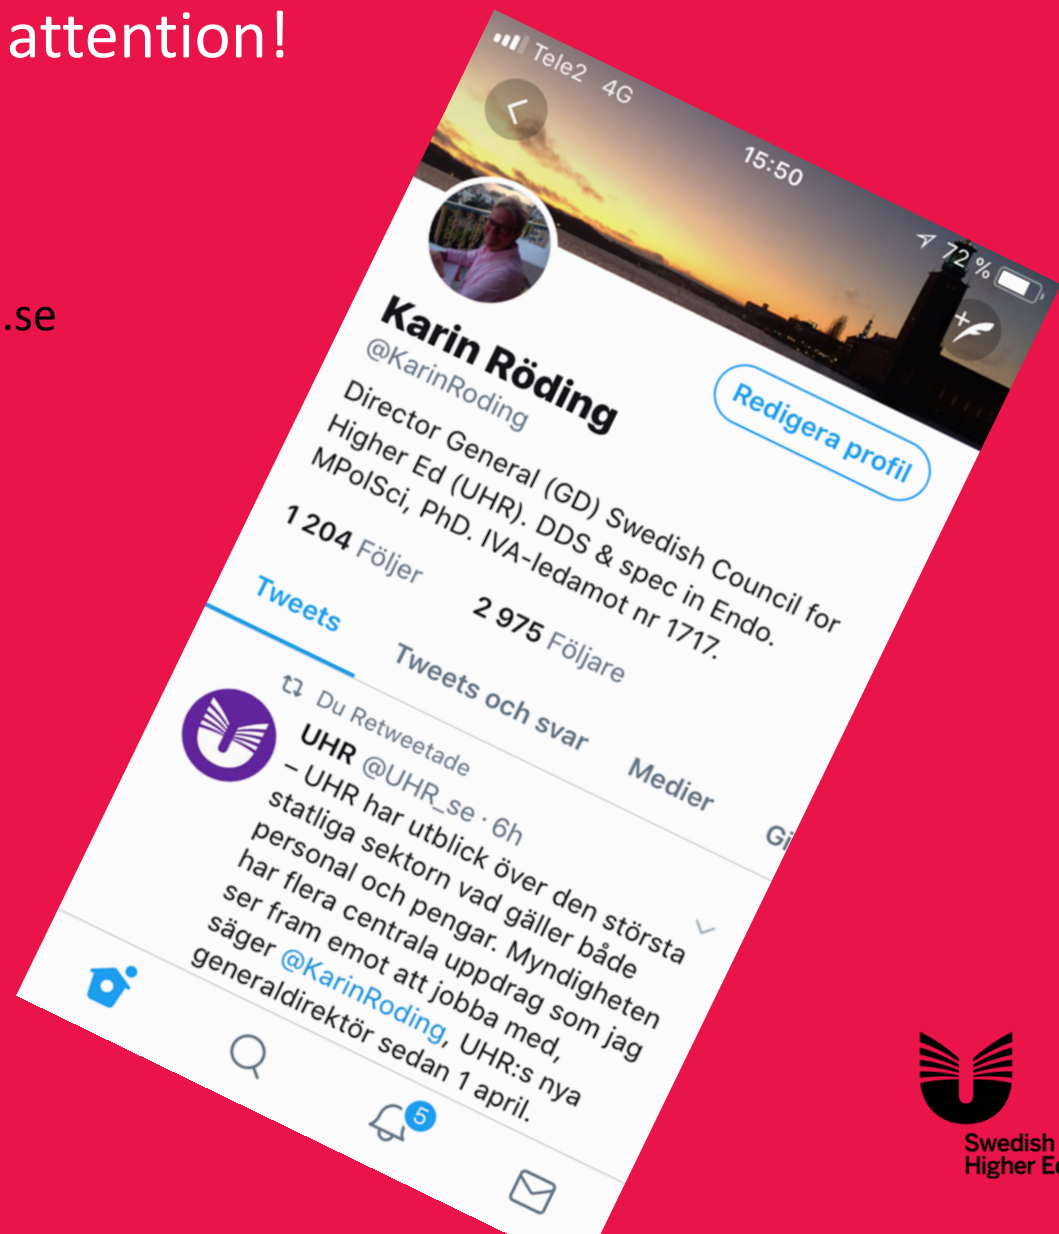 attention!
.se
Tele2 4G
15:50
72 %
Karin Röding
@KarinRoding
Redigera profil
Director General (GD) Swedish Council for
Higher Ed (UHR). DDS & spec in Endo.
MPolSci, PhD. IVA-ledamot nr 1717.
1 204 Följer
2 975 Följare
Tweets
Tweets och svar
Medier
Gi
Du Retweetade
UHR @UHR_se · 6h
– UHR har utblick över den största
statliga sektorn vad gäller både
personal och pengar. Myndigheten
har flera centrala uppdrag som jag
ser fram emot att jobba med,
säger @KarinRoding, UHR:s nya
generaldirektör sedan 1 april.
5
Swedish
Higher Ed